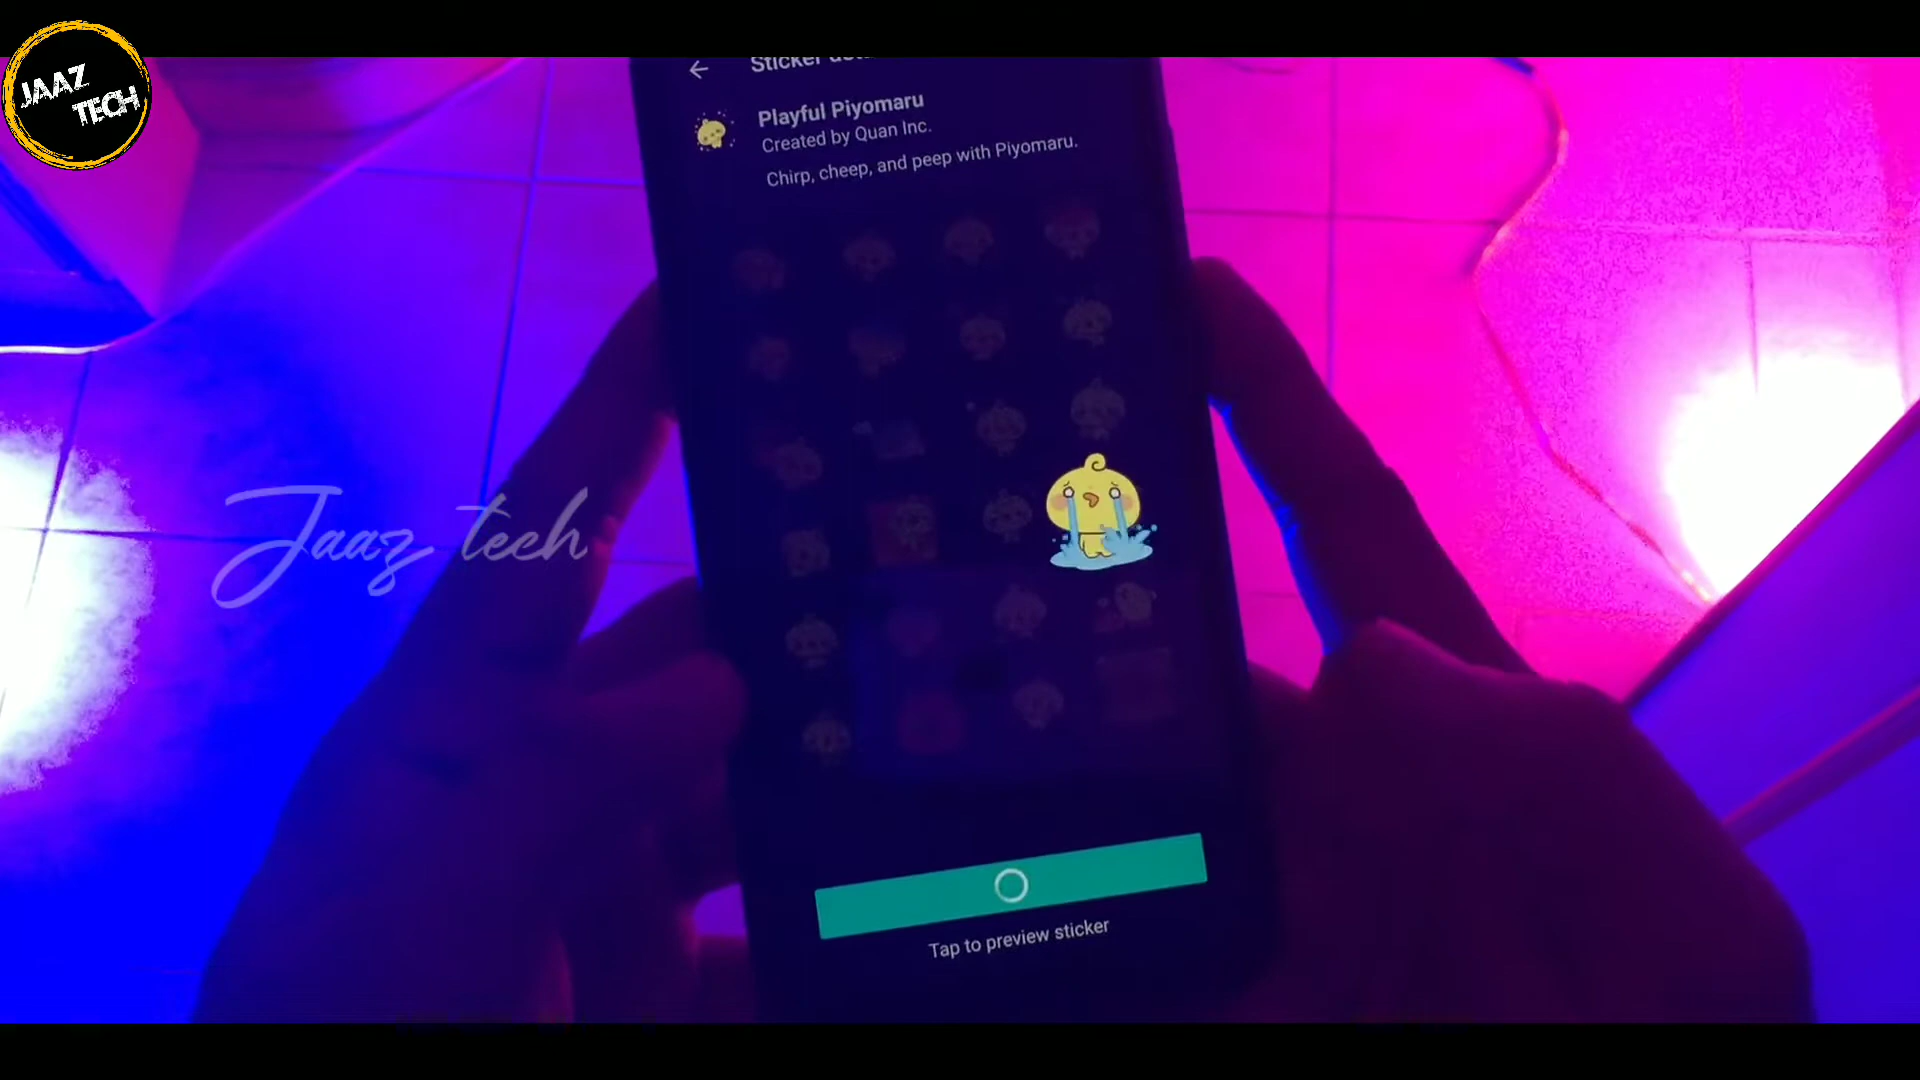 JAAZ
TECH
Sticker
Playful Piyomaru
Created by Quan Inc.
Chirp, cheep, and peep with Piyomaru.
Jaaz tech
Tap to preview sticker